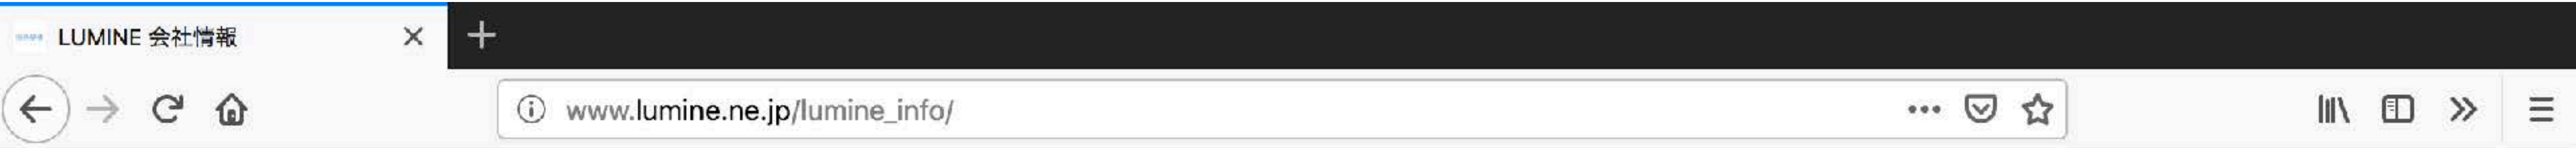 LUMINE 会社情報
www.lumine.ne.jp/lumine_info/